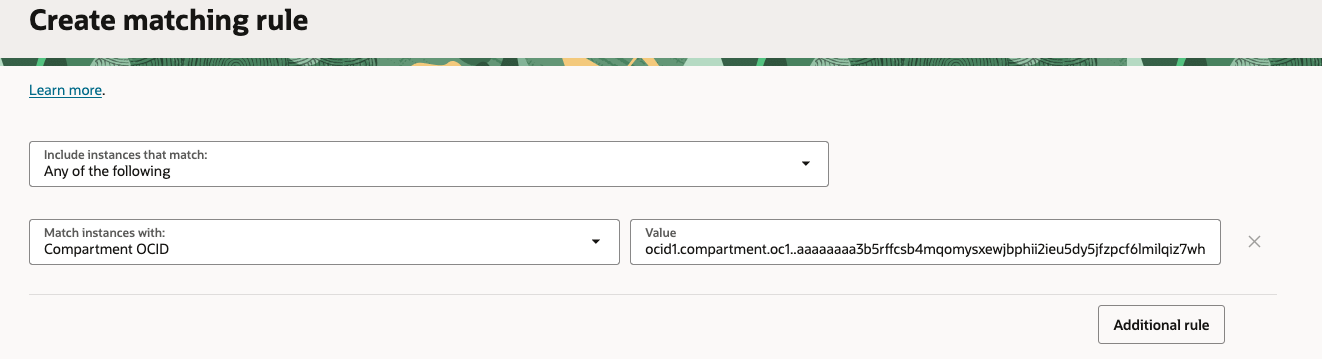 Create matching rule
Learn more.
Include instances that match:
Any of the following
Match instances with:
Compartment OCID
Value
ocid1.compartment.oc1..aaaaaaaa3b5rffcsb4mqomysxewjbphii2ieu5dy5jfzpcf6lmilqiz7wh
Additional rule